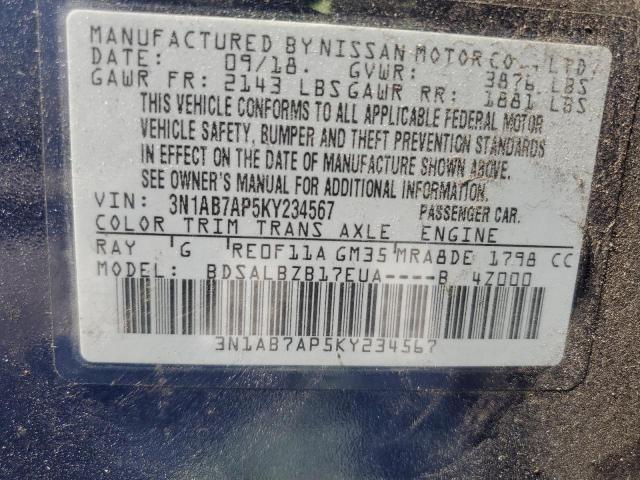 MANUFACTURED BY NISSAN MOTOR CO., LTD.
DATE: 09/18. GVWR: 3876 LBS
GAWR FR: 2143 LBS GAWR RR: 1881 LBS
THIS VEHICLE CONFORMS TO ALL APPLICABLE FEDERAL MOTOR
VEHICLE SAFETY, BUMPER AND THEFT PREVENTION STANDARDS
IN EFFECT ON THE DATE OF MANUFACTURE SHOWN ABOVE.
SEE OWNER'S MANUAL FOR ADDITIONAL INFORMATION.
VIN: 3N1AB7AP5KY234567 PASSENGER CAR.
COLOR TRIM TRANS AXLE ENGINE
RAY G RE0F11A GM35 MRA8DE 1798 CC
MODEL: BDSALBZB17EUA----B 4Z000
3N1AB7AP5KY234567